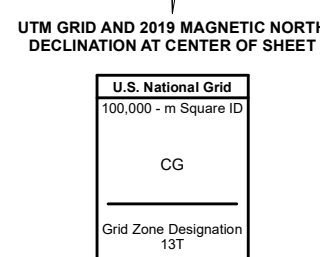 UTM GRID AND 2019 MAGNETIC NORTH
DECLINATION AT CENTER OF SHEET
U.S. National Grid
100,000 - m Square ID
CG
Grid Zone Designation
13T